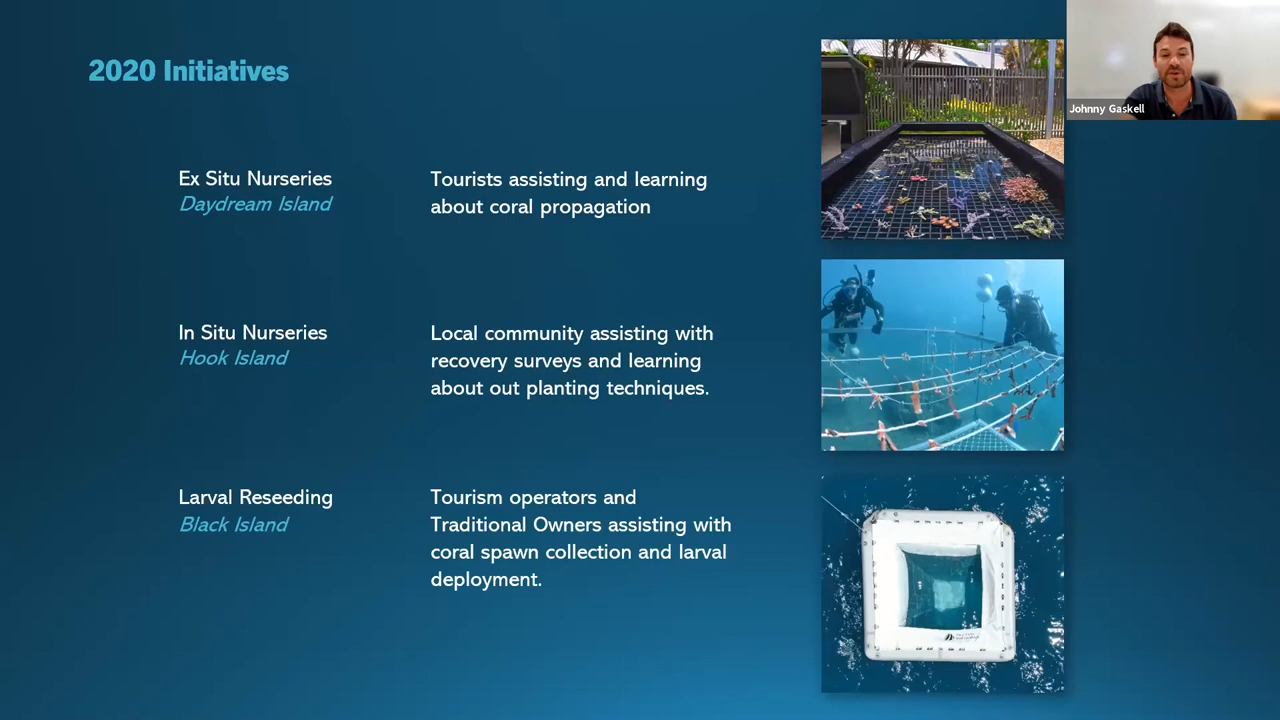 2020 Initiatives
Johnny Gaskell
Ex Situ Nurseries
Daydream Island
Tourists assisting and learning
about coral propagation
In Situ Nurseries
Hook Island
Local community assisting with
recovery surveys and learning
about out planting techniques.
Larval Reseeding
Black Island
Tourism operators and
Traditional Owners assisting with
coral spawn collection and larval
deployment.